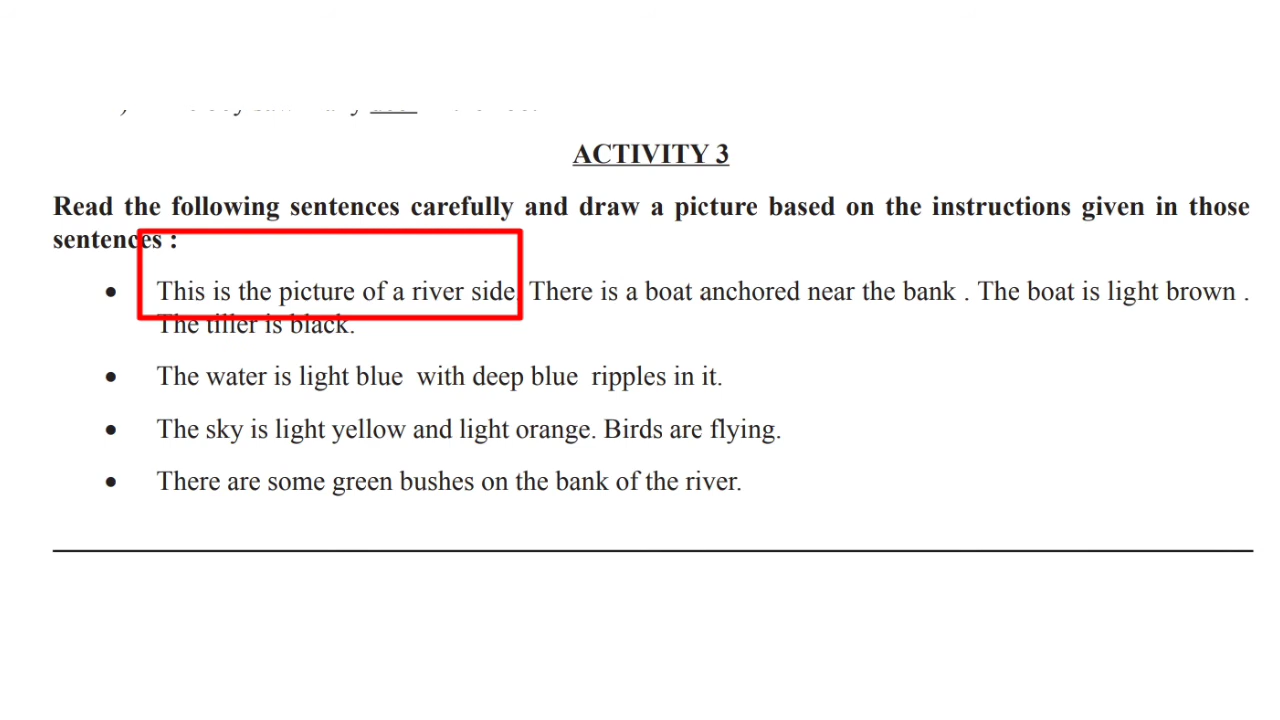 ACTIVITY 3
Read the following sentences carefully and draw a picture based on the instructions given in those
sentences :
• This is the picture of a river side. There is a boat anchored near the bank . The boat is light brown .
The tiller is black.
• The water is light blue with deep blue ripples in it.
• The sky is light yellow and light orange. Birds are flying.
• There are some green bushes on the bank of the river.